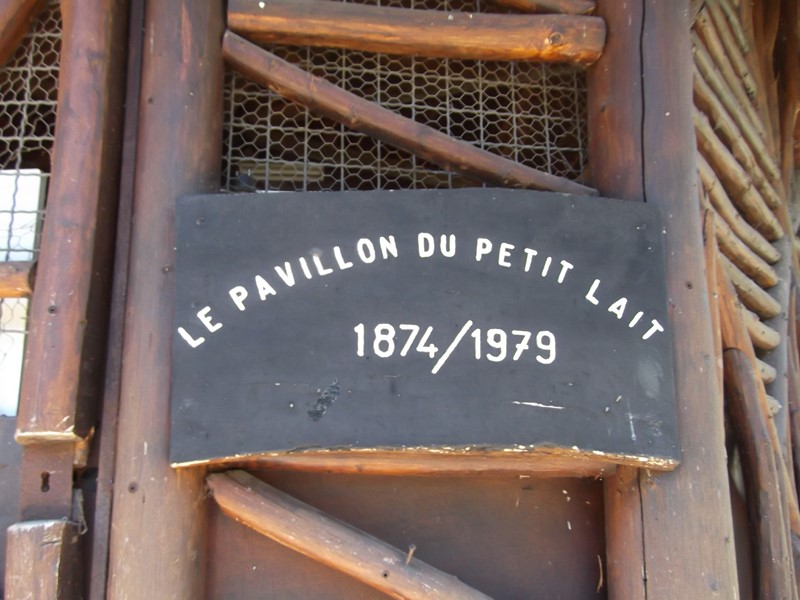 LE PAVILLON DU PETIT LAIT
1874/1979